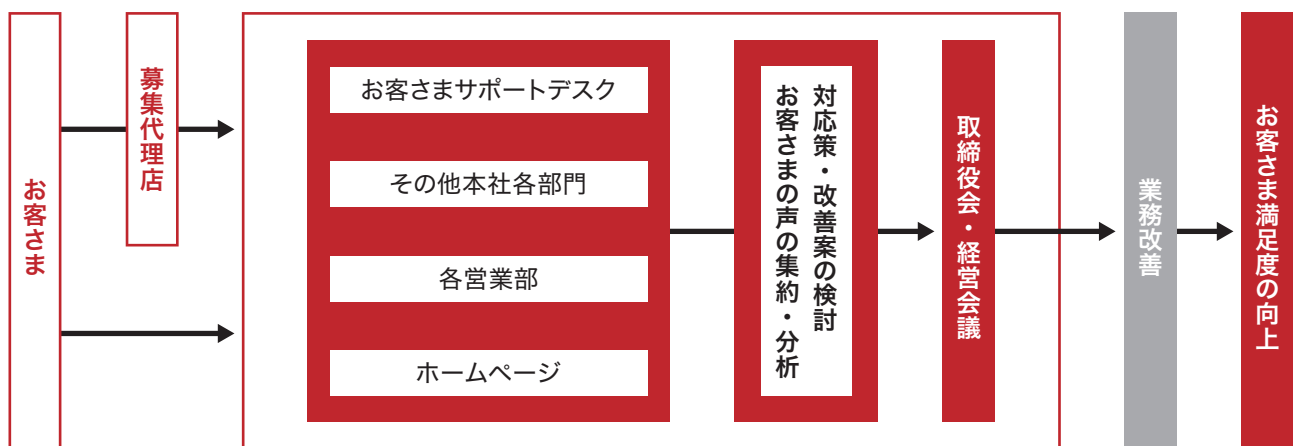 お客さま
募集代理店
お客さまサポートデスク
その他本社各部門
各営業部
ホームページ
対応策・改善案の検討
お客さまの声の集約・分析
取締役会・経営会議
業務改善
お客さま満足度の向上